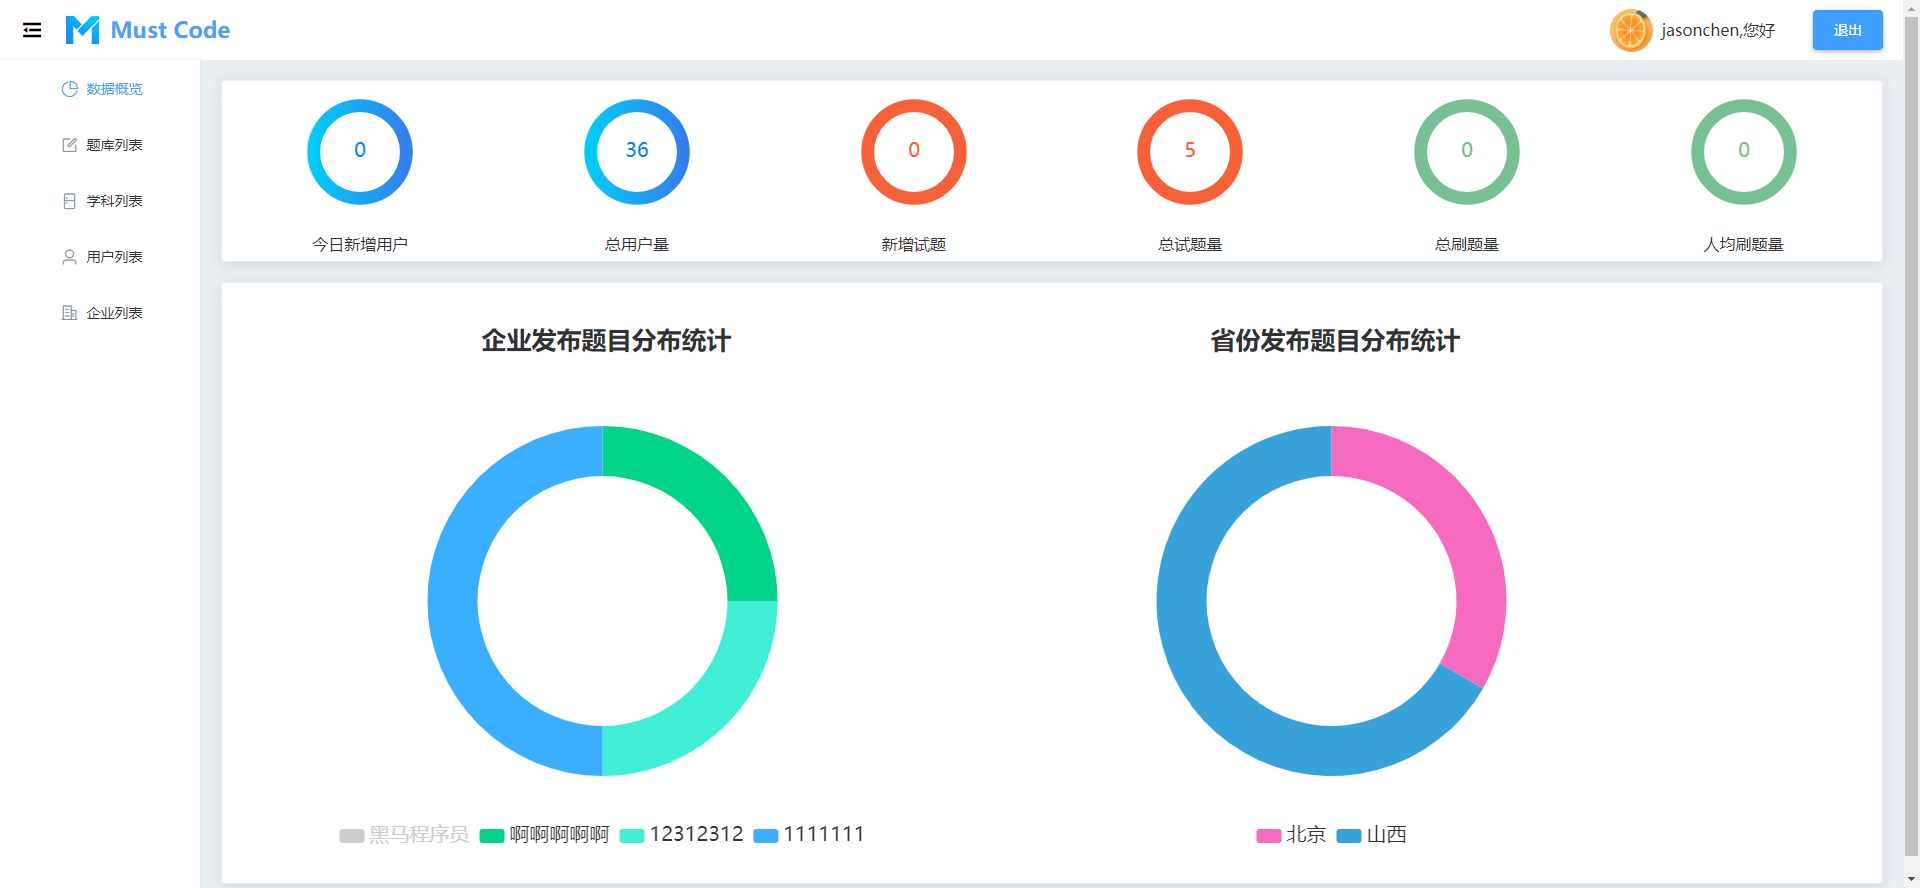 Must Code
jasonchen,您好
退出
数据概览
题库列表
学科列表
用户列表
企业列表
0
36
0
5
0
0
今日新增用户
总用户量
新增试题
总试题量
总刷题量
人均刷题量
企业发布题目分布统计
省份发布题目分布统计
黑马程序员 啊啊啊啊啊 12312312 1111111
北京 山西